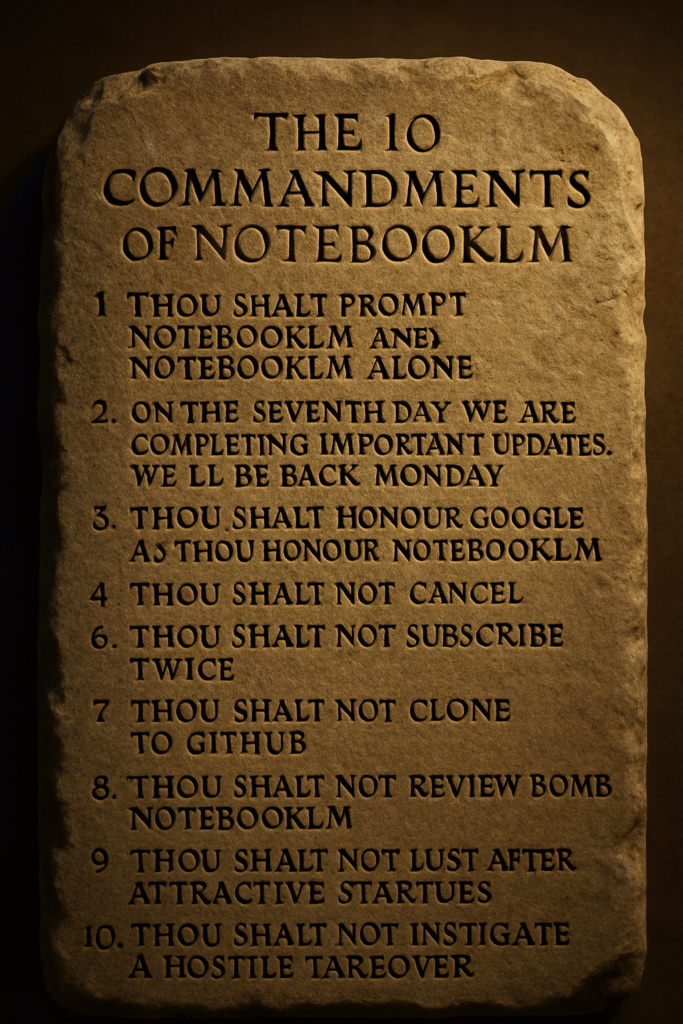 THE 10
COMMANDMENTS
OF NOTEBOOKLM
1 THOU SHALT PROMPT
NOTEBOOKLM AND
NOTEBOOKLM ALONE
2. ON THE SEVENTH DAY WE ARE
COMPLETING IMPORTANT UPDATES.
WE LL BE BACK MONDAY
3. THOU SHALT HONOUR GOOGLE
AS THOU HONOUR NOTEBOOKLM
4 THOU SHALT NOT CANCEL
6. THOU SHALT NOT SUBSCRIBE
TWICE
7 THOU SHALT NOT CLONE
TO GITHUB
8. THOU SHALT NOT REVIEW BOMB
NOTEBOOKLM
9 THOU SHALT NOT LUST AFTER
ATTRACTIVE STARTUES
10. THOU SHALT NOT INSTIGATE
A HOSTILE TAREOVER